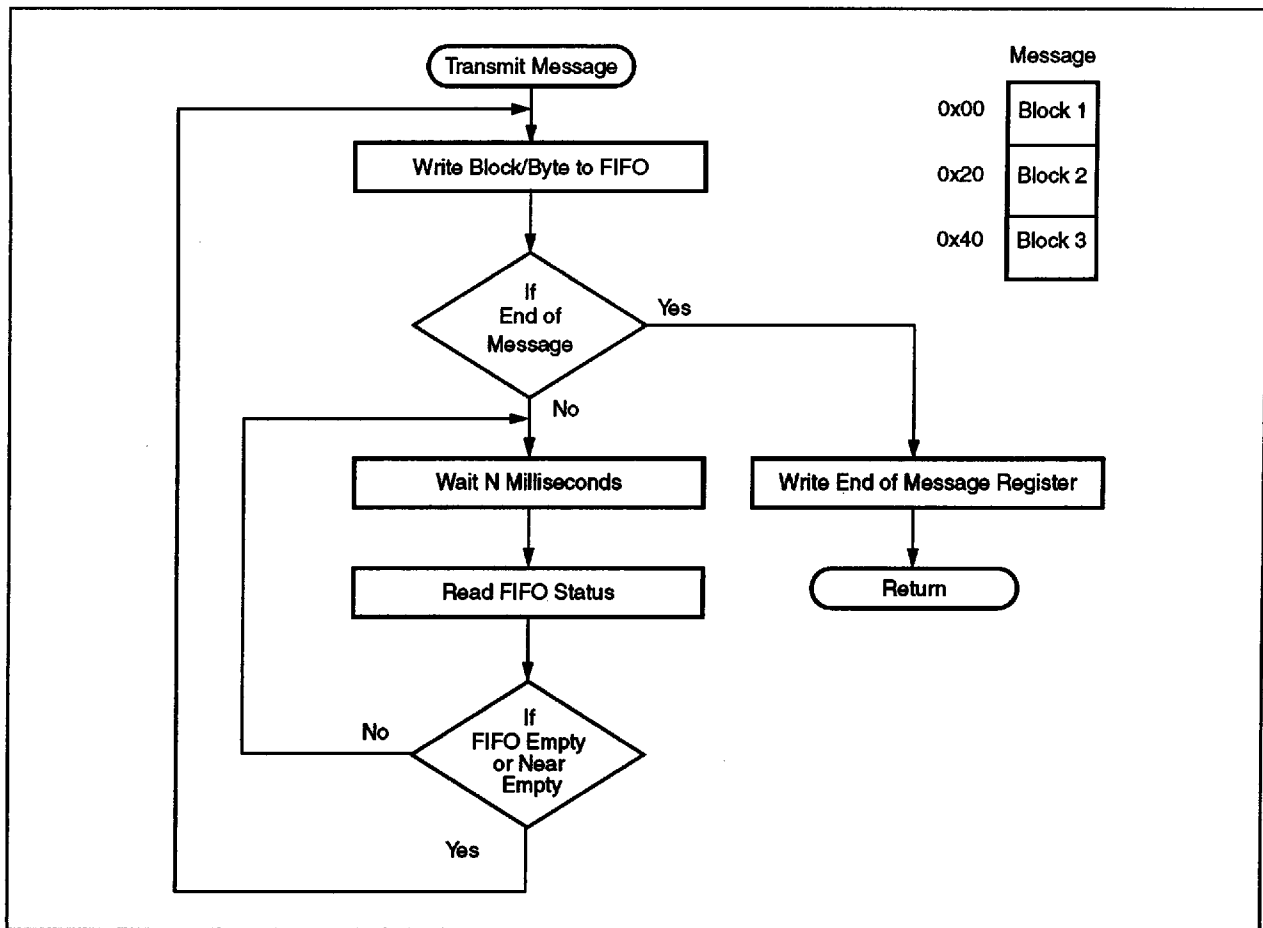 Transmit Message
Write Block/Byte to FIFO
If
End of
Message
Yes
No
Wait N Milliseconds
Write End of Message Register
Read FIFO Status
Return
If
FIFO Empty
or Near
Empty
No
Yes
Message
0x00 Block 1
0x20 Block 2
0x40 Block 3